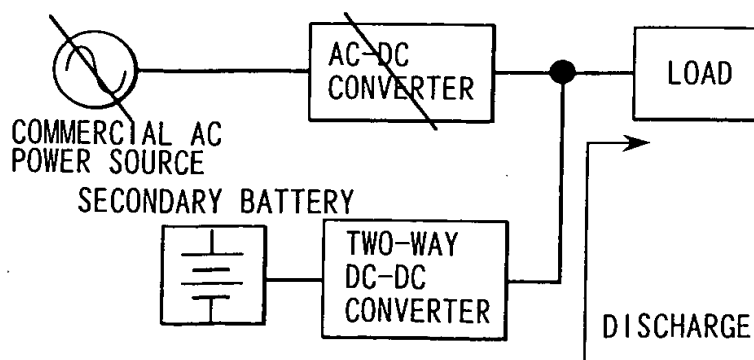 AC-DC
CONVERTER
LOAD
COMMERCIAL AC
POWER SOURCE
SECONDARY BATTERY
TWO-WAY
DC-DC
CONVERTER
DISCHARGE